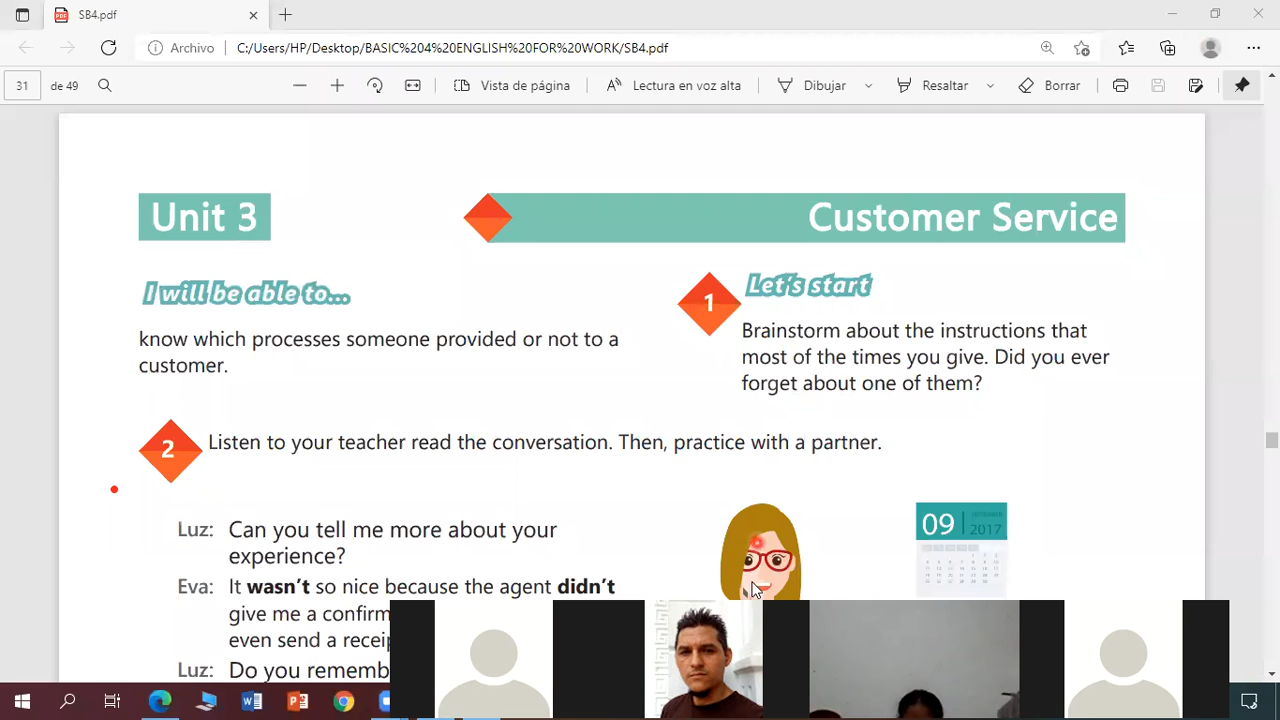 SB4.pdf
Archivo C:/Users/HP/Desktop/BASIC%204%20ENGLISH%20FOR%20WORK/SB4.pdf
31 de 49 Vista de página Lectura en voz alta Dibujar Resaltar Borrar
Unit 3
Customer Service
I will be able to...
know which processes someone provided or not to a
customer.
1
Let's start
Brainstorm about the instructions that
most of the times you give. Did you ever
forget about one of them?
2
Listen to your teacher read the conversation. Then, practice with a partner.
Luz: Can you tell me more about your
experience?
Eva: It wasn't so nice because the agent didn't
give me a
even send a
Luz: Do you
09
2017